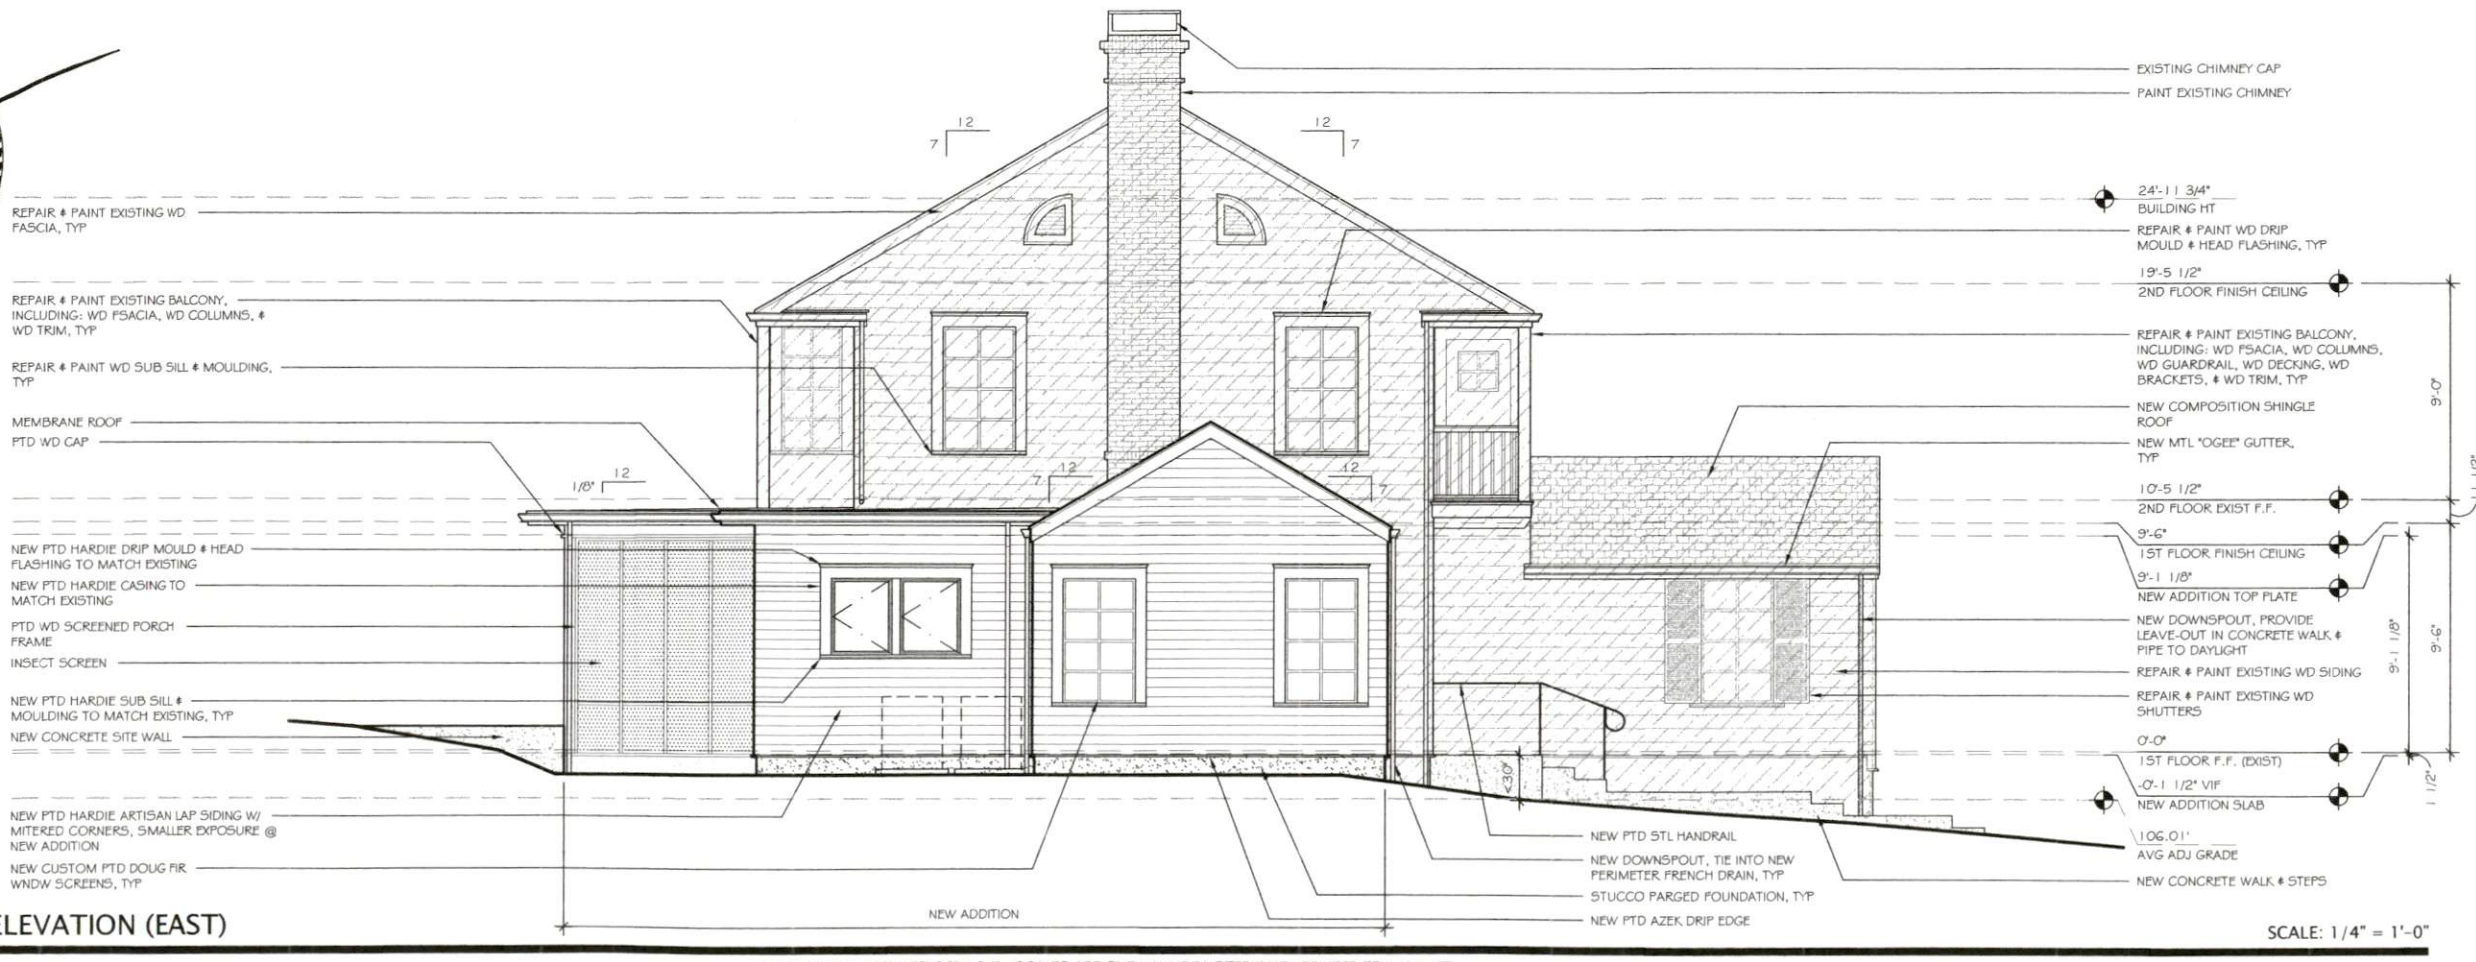 EXISTING CHIMNEY CAP
PAINT EXISTING CHIMNEY
12
7
12
7
24'-11 3/4"
BUILDING HT
REPAIR & PAINT EXISTING WD
FASCIA, TYP
REPAIR & PAINT WD DRIP
MOULD & HEAD FLASHING, TYP
19'-5 1/2"
2ND FLOOR FINISH CEILING
REPAIR & PAINT EXISTING BALCONY,
INCLUDING: WD FSACIA, WD COLUMNS, &
WD TRIM, TYP
REPAIR & PAINT EXISTING BALCONY,
INCLUDING: WD FSACIA, WD COLUMNS,
WD GUARDRAIL, WD DECKING, WD
BRACKETS, & WD TRIM, TYP
9'-0"
REPAIR & PAINT WD SUB SILL & MOULDING,
TYP
NEW COMPOSITION SHINGLE
ROOF
MEMBRANE ROOF
PTD WD CAP
NEW MTL "OGEE" GUTTER,
TYP
1/8"
12
7
12
12
7
10'-5 1/2"
2ND FLOOR EXIST F.F.
9'-6"
1ST FLOOR FINISH CEILING
9'-1 1/8"
NEW ADDITION TOP PLATE
NEW PTD HARDIE DRIP MOULD & HEAD
FLASHING TO MATCH EXISTING
NEW PTD HARDIE CASING TO
MATCH EXISTING
PTD WD SCREENED PORCH
FRAME
INSECT SCREEN
NEW PTD HARDIE SUB SILL &
MOULDING TO MATCH EXISTING, TYP
NEW CONCRETE SITE WALL
NEW DOWNSPOUT, PROVIDE
LEAVE-OUT IN CONCRETE WALK &
PIPE TO DAYLIGHT
REPAIR & PAINT EXISTING WD SIDING
REPAIR & PAINT EXISTING WD
SHUTTERS
9'-1 1/8"
9'-6"
0'-0"
1ST FLOOR F.F. (EXIST)
-0'-1 1/2" VIF
NEW ADDITION SLAB
1 1/2"
<30"
106.01'
AVG ADJ GRADE
NEW PTD HARDIE ARTISAN LAP SIDING W/
MITERED CORNERS, SMALLER EXPOSURE @
NEW ADDITION
NEW CUSTOM PTD DOUG FIR
WNDW SCREENS, TYP
NEW PTD STL HANDRAIL
NEW DOWNSPOUT, TIE INTO NEW
PERIMETER FRENCH DRAIN, TYP
STUCCO PARGED FOUNDATION, TYP
NEW PTD AZEK DRIP EDGE
NEW CONCRETE WALK & STEPS
NEW ADDITION
ELEVATION (EAST)
SCALE: 1/4" = 1'-0"